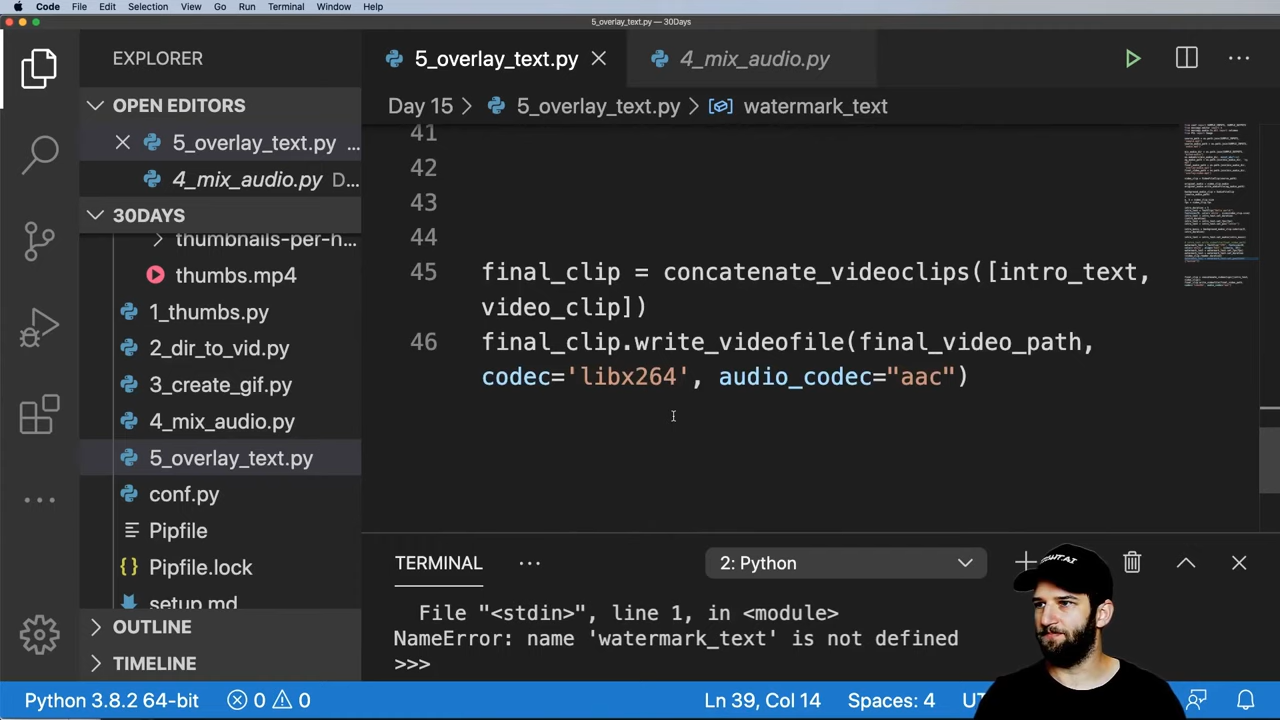 Code File Edit Selection View Go Run Terminal Window Help
5_overlay_text.py — 30Days
EXPLORER
5_overlay_text.py
4_mix_audio.py
OPEN EDITORS
Day 15 > 5_overlay_text.py > watermark_text
5_overlay_text.py ...
4_mix_audio.py D...
30DAYS
thumbnails-per-h...
thumbs.mp4
1_thumbs.py
2_dir_to_vid.py
3_create_gif.py
4_mix_audio.py
5_overlay_text.py
conf.py
Pipfile
Pipfile.lock
setup.md
OUTLINE
TIMELINE
41
42
43
44
45 final_clip = concatenate_videoclips([intro_text,
video_clip])
46 final_clip.write_videofile(final_video_path,
codec='libx264', audio_codec="aac")
TERMINAL ... 2: Python
File "<stdin>", line 1, in <module>
NameError: name 'watermark_text' is not defined
>>>
Python 3.8.2 64-bit 0 0 Ln 39, Col 14 Spaces: 4